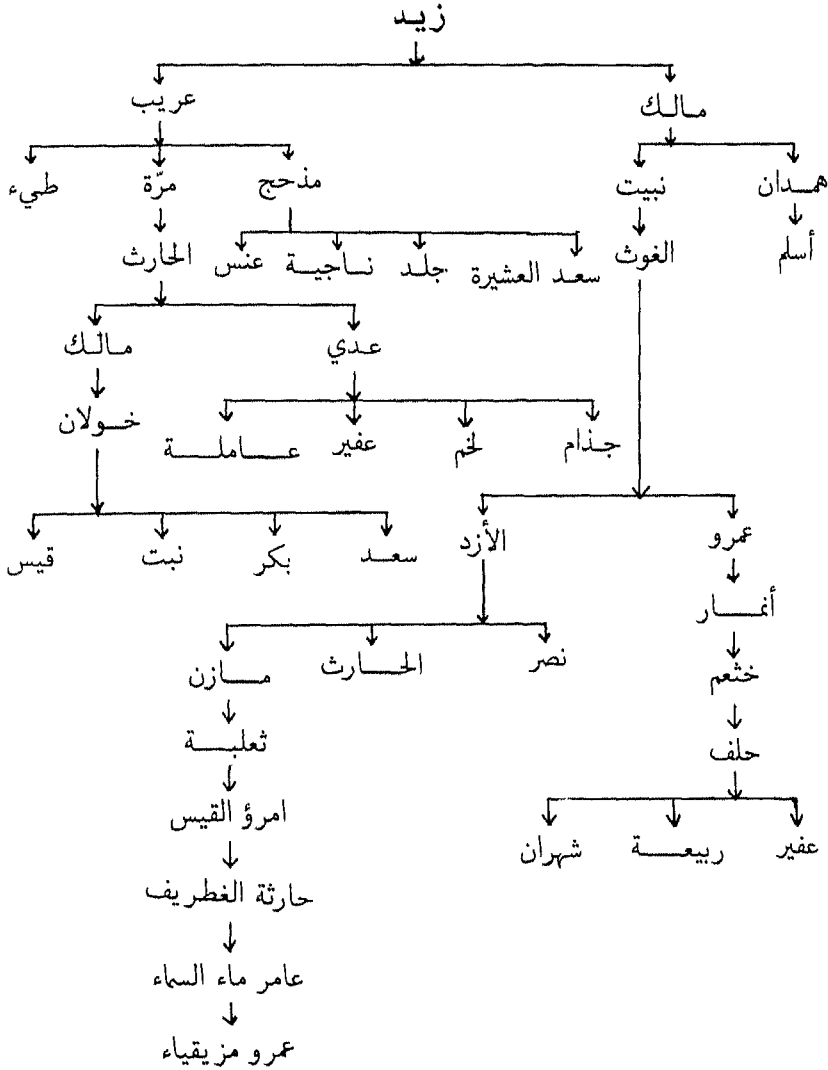 زيد
مالك
عريب
همدان
نبيت
مذحج
مرّة
طيء
أسلم
الغوث
سعد العشيرة
جلد
ناجية
عنس
الحارث
عدي
مالك
خولان
جذام
لخم
عفير
عاملة
عمرو
الأزد
سعد
بكر
نبت
قيس
أنمار
نصر
الحارث
مازن
خثعم
ثعلبة
حلف
امرؤ القيس
عفير
ربيعة
شهران
حارثة الغطريف
عامر ماء السماء
عمرو مزيقياء